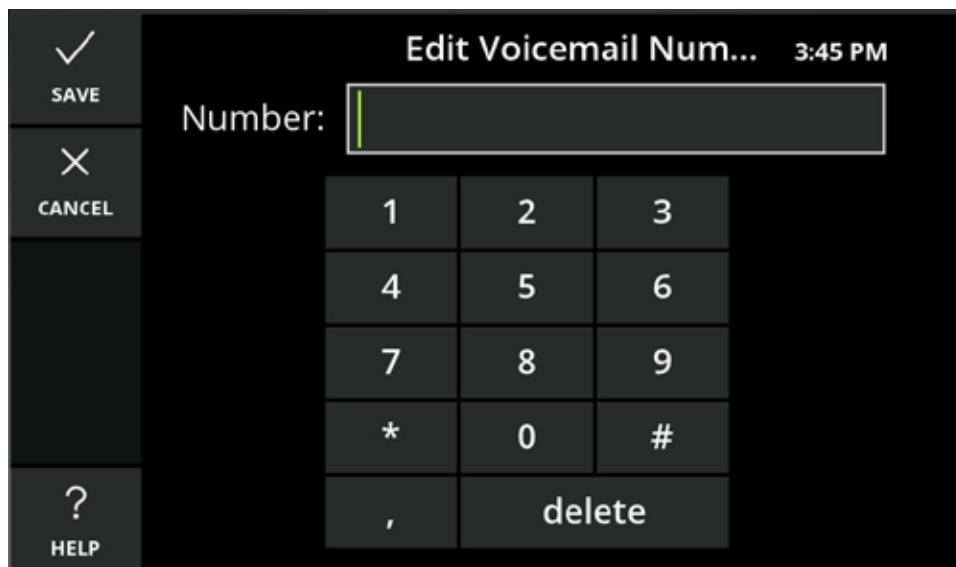 Edit Voicemail Num... 3:45 PM
SAVE
Number:
CANCEL
1 2 3
4 5 6
7 8 9
* 0 #
, delete
HELP